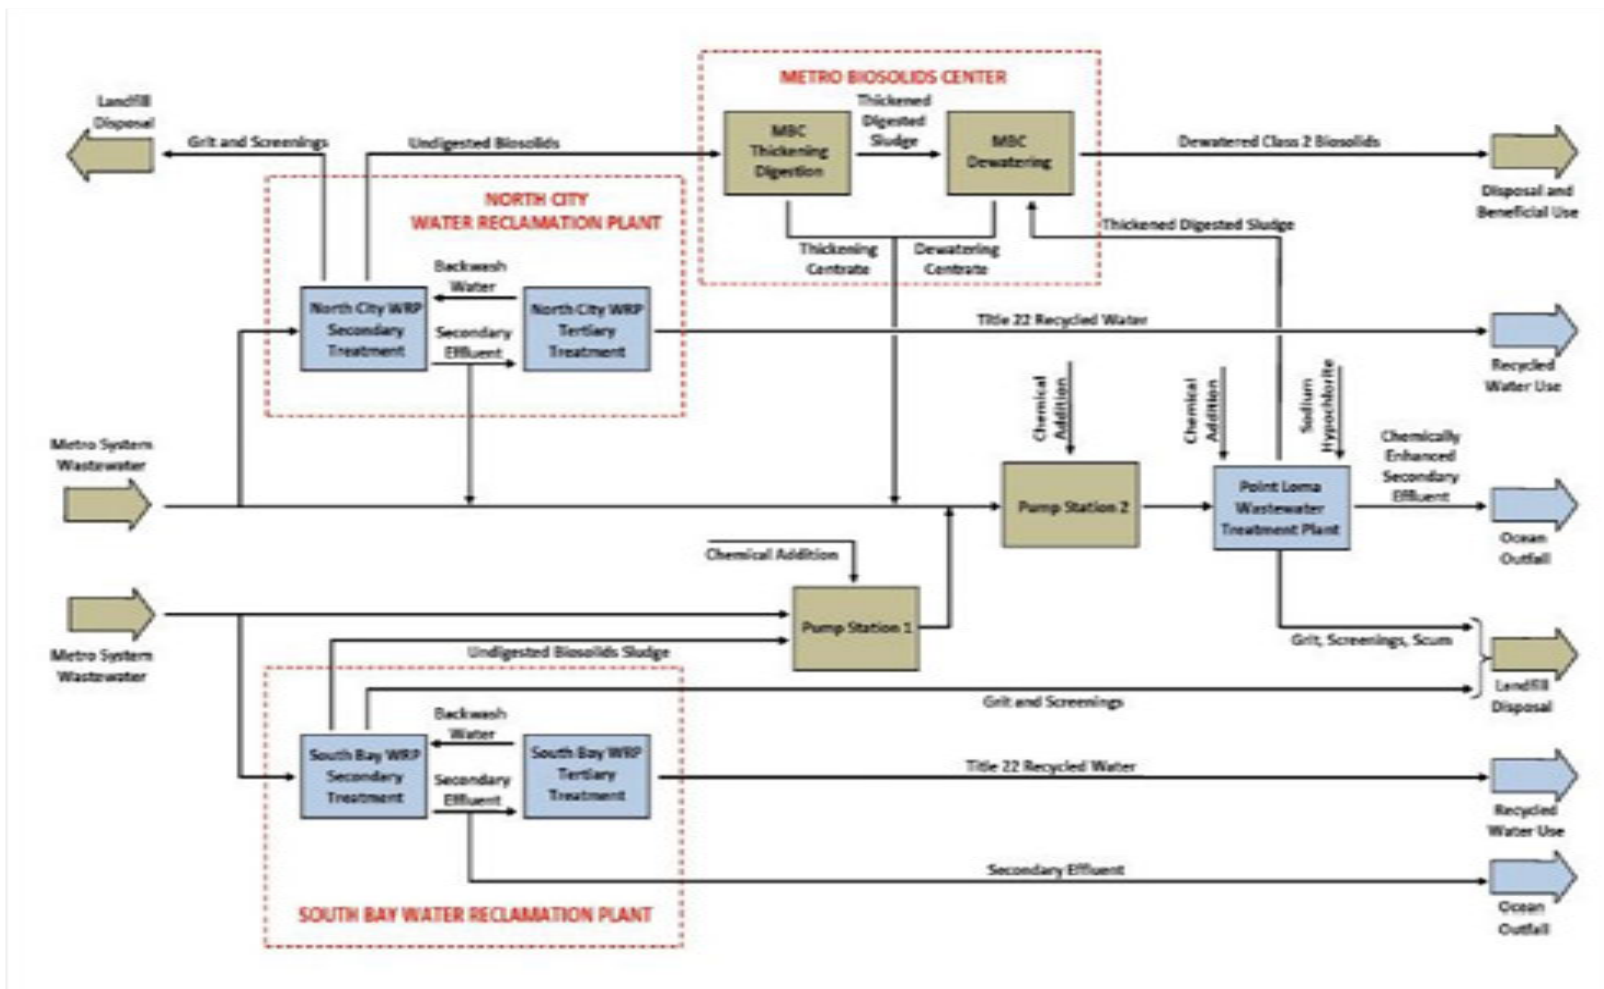 METRO BIOSOLIDS CENTER
Landfill
Disposal
Grit and Screenings
Undigested Biosolids
MBC
Thickening
Digestion
Thickened
Digested
Sludge
MBC
Dewatering
Dewatered Class 2 Biosolids
Disposal and
Beneficial Use
NORTH CITY
WATER RECLAMATION PLANT
Thickening
Centrate
Dewatering
Centrate
Thickened Digested Sludge
North City WRP
Secondary
Treatment
Backwash
Water
Secondary
Effluent
North City WRP
Tertiary
Treatment
Title 22 Recycled Water
Recycled
Water Use
Metro System
Wastewater
Chemical
Addition
Pump Station 2
Chemical
Addition
Sodium
Hypochlorite
Point Loma
Wastewater
Treatment Plant
Chemically
Enhanced
Secondary
Effluent
Ocean
Outfall
Chemical Addition
Pump Station 1
Metro System
Wastewater
Undigested Biosolids Sludge
Grit, Screenings, Scum
Grit and Screenings
Landfill
Disposal
South Bay WRP
Secondary
Treatment
Backwash
Water
Secondary
Effluent
South Bay WRP
Tertiary
Treatment
Title 22 Recycled Water
Recycled
Water Use
Secondary Effluent
Ocean
Outfall
SOUTH BAY WATER RECLAMATION PLANT